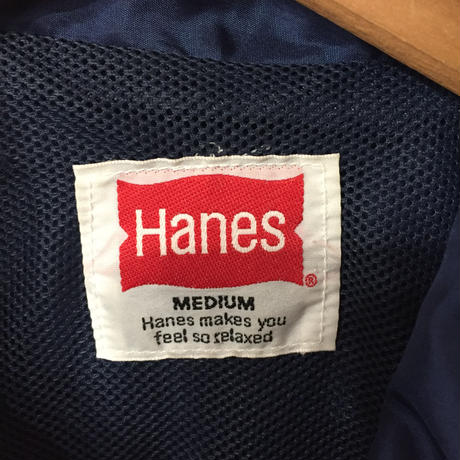 Hanes
®
MEDIUM
Hanes makes you
feel so relaxed